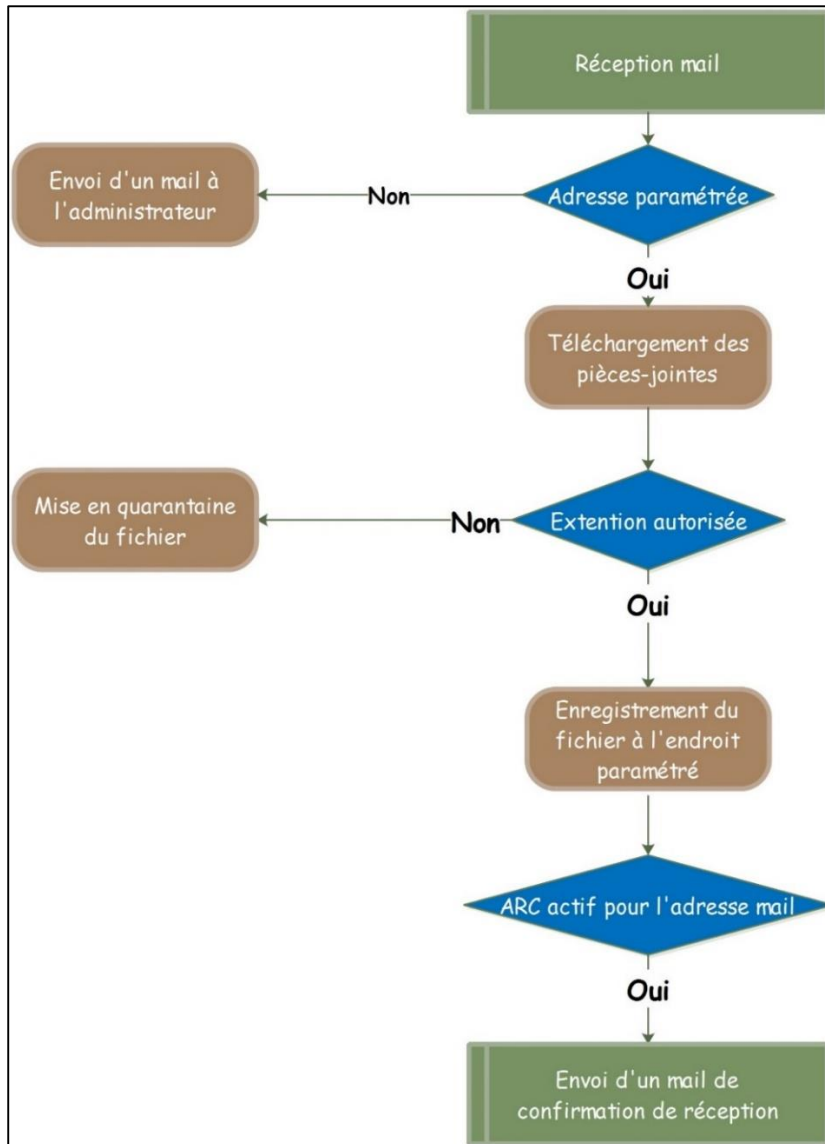 Réception mail
Envoi d'un mail à
l'administrateur
Non
Adresse paramétrée
Oui
Téléchargement des
pièces-jointes
Mise en quarantaine
du fichier
Non
Extention autorisée
Oui
Enregistrement du
fichier à l'endroit
paramétré
ARC actif pour l'adresse mail
Oui
Envoi d'un mail de
confirmation de réception